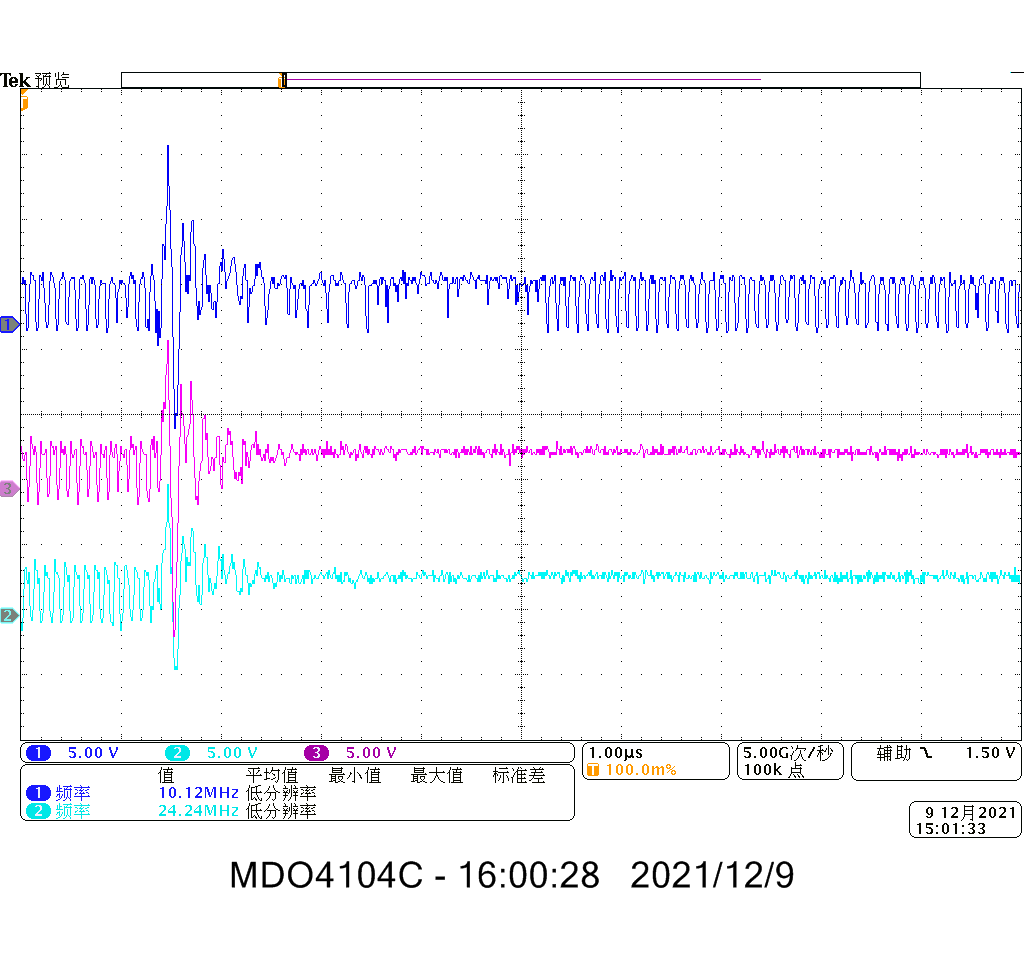 Tek 预览
T
1
3
2
1 5.00 V 2 5.00 V 3 5.00 V
1.00µs
T 100.0m%
5.00G次/秒
100k 点
辅助 1.50 V
值 平均值 最小值 最大值 标准差
1 频率 10.12MHz 低分辨率
2 频率 24.24MHz 低分辨率
9 12月 2021
15:01:33
MDO4104C - 16:00:28 2021/12/9